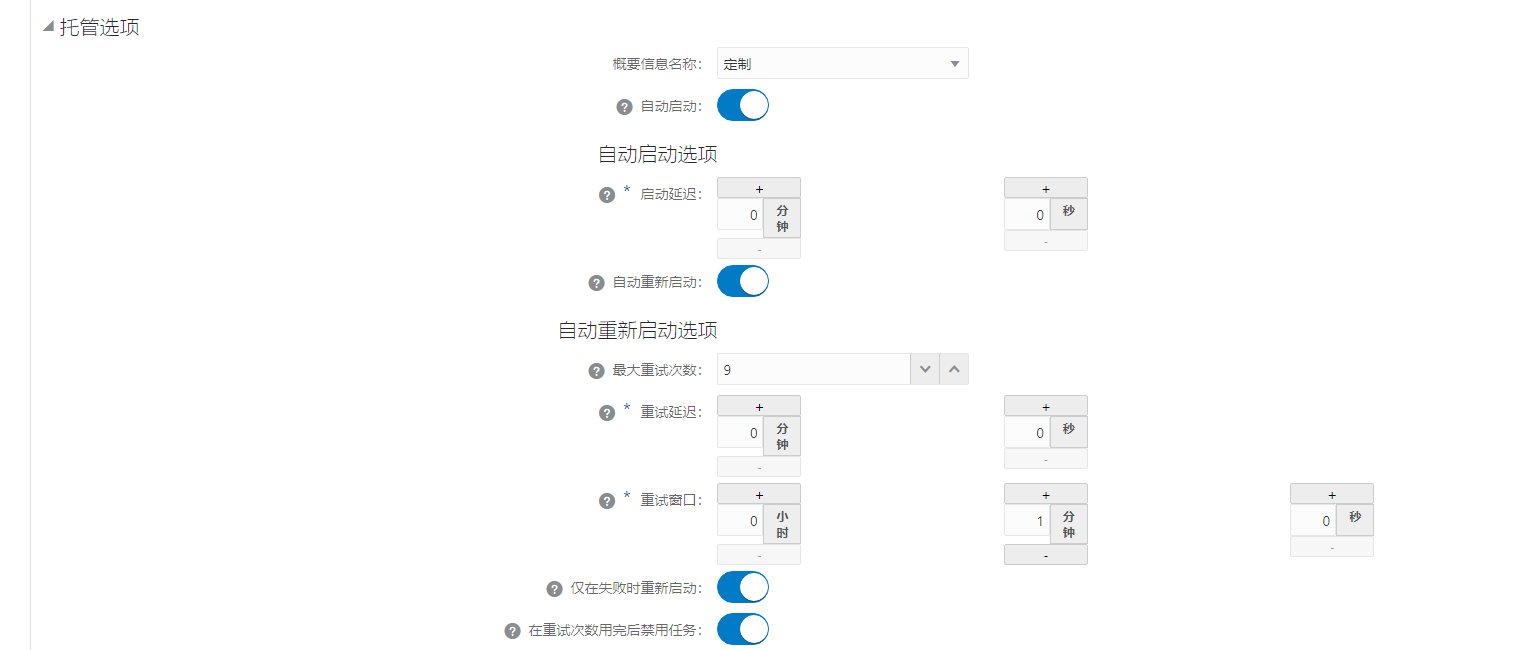 托管选项
概要信息名称: 定制
? 自动启动:
自动启动选项
? * 启动延迟: + 0 分钟 - + 0 秒 -
? 自动重新启动:
自动重新启动选项
? 最大重试次数: 9
? * 重试延迟: + 0 分钟 - + 0 秒 -
? * 重试窗口: + 0 小时 - + 1 分钟 - + 0 秒 -
? 仅在失败时重新启动:
? 在重试次数用完后禁用任务: